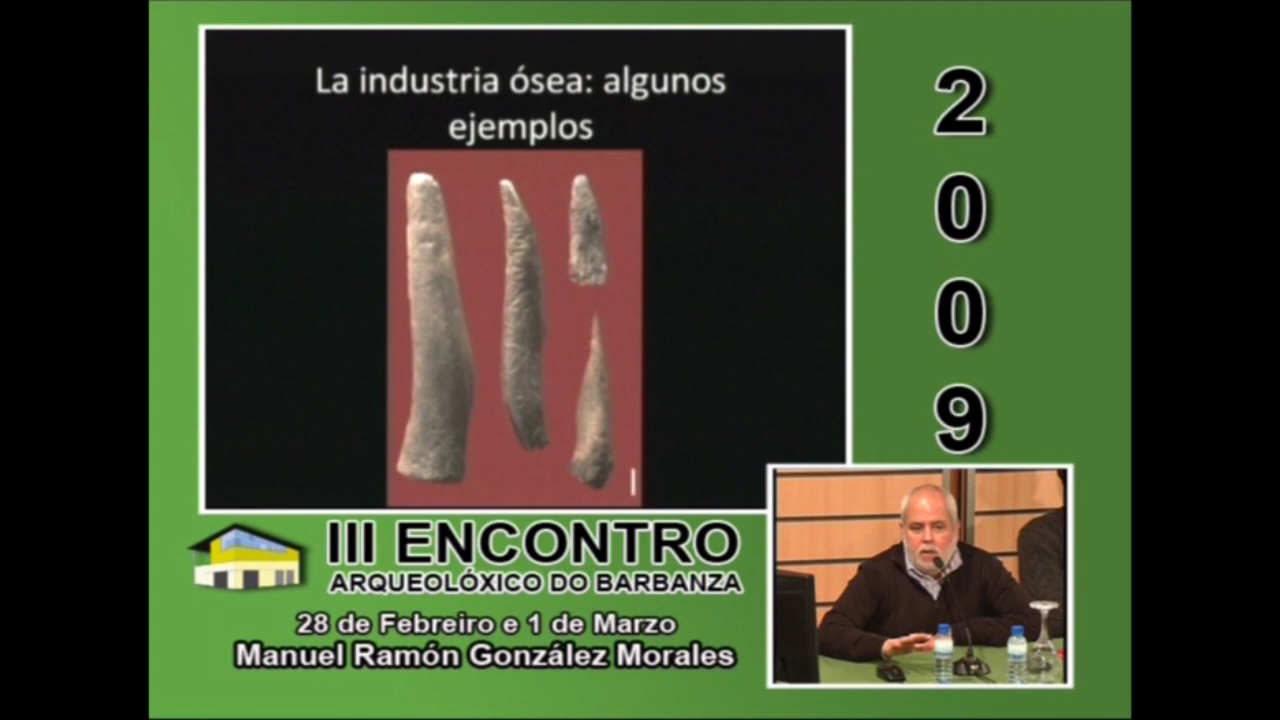 La industria ósea: algunos
ejemplos
2
0
0
9
III ENCONTRO
ARQUEOLÓXICO DO BARBANZA
28 de Febreiro e 1 de Marzo
Manuel Ramón González Morales